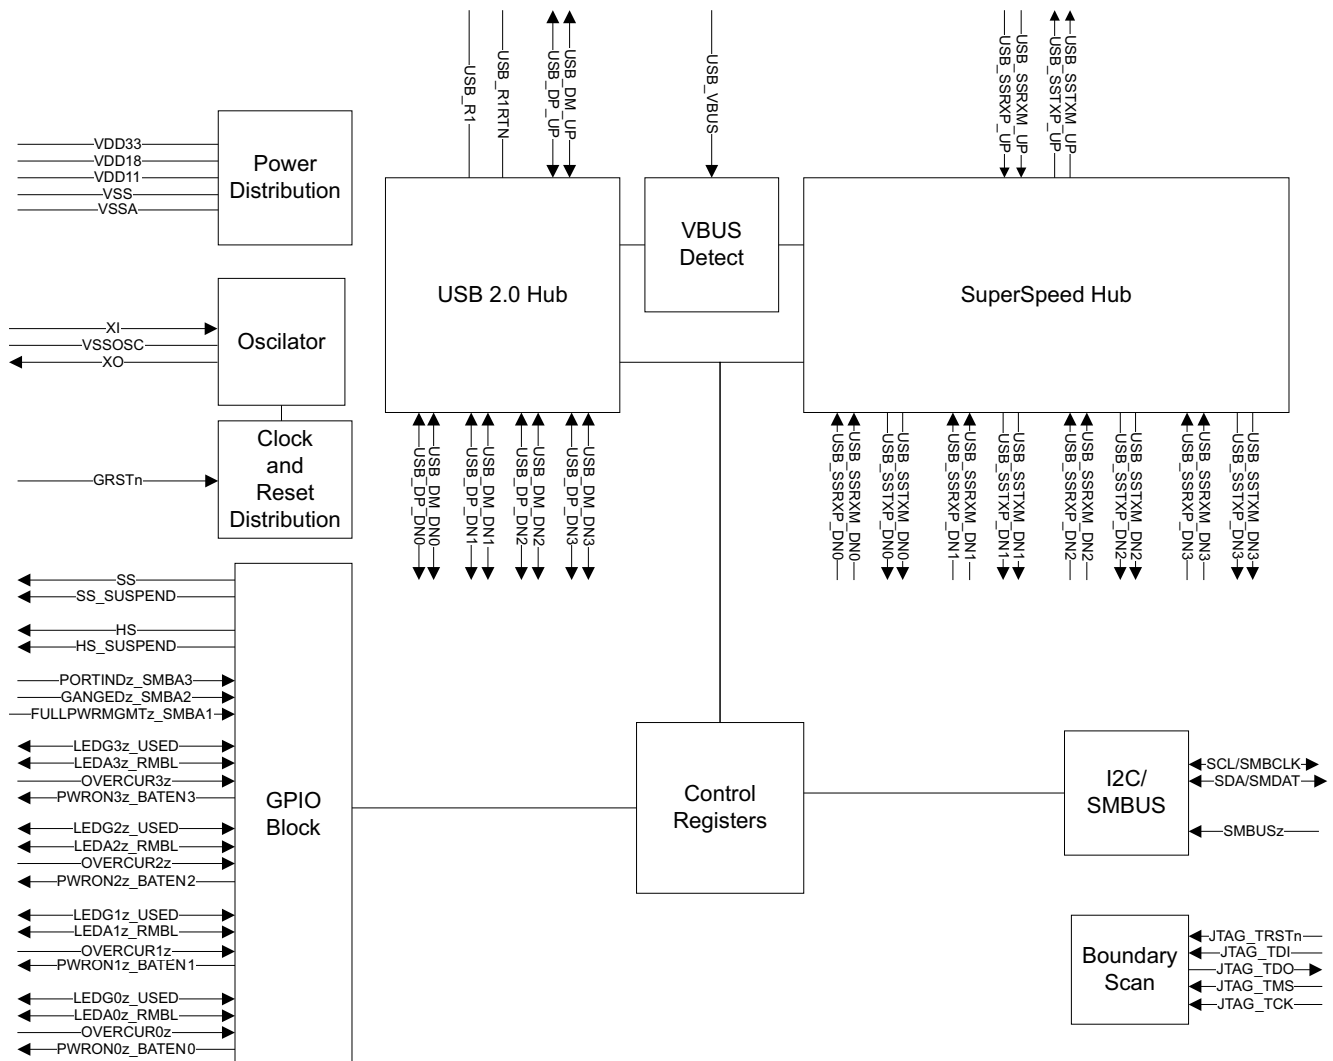 USB_R1
USB_R1RTN
USB_DP_UP
USB_DM_UP
USB_VBUS
USB_SSRXP_UP
USB_SSRXM_UP
USB_SSTXP_UP
USB_SSTXM_UP
VDD33
VDD18
VDD11
VSS
VSSA
Power
Distribution
USB 2.0 Hub
VBUS
Detect
SuperSpeed Hub
XI
VSSOSC
XO
Oscilator
GRSTn
Clock
and
Reset
Distribution
USB_DP_DN0
USB_DM_DN0
USB_DP_DN1
USB_DM_DN1
USB_DP_DN2
USB_DM_DN2
USB_DP_DN3
USB_DM_DN3
USB_SSRXP_DN0
USB_SSRXM_DN0
USB_SSTXP_DN0
USB_SSTXM_DN0
USB_SSRXP_DN1
USB_SSRXM_DN1
USB_SSTXP_DN1
USB_SSTXM_DN1
USB_SSRXP_DN2
USB_SSRXM_DN2
USB_SSTXP_DN2
USB_SSTXM_DN2
USB_SSRXP_DN3
USB_SSRXM_DN3
USB_SSTXP_DN3
USB_SSTXM_DN3
SS
SS_SUSPEND
HS
HS_SUSPEND
PORTINDz_SMBA3
GANGEDz_SMBA2
FULLPWRMGMTz_SMBA1
LEDG3z_USED
LEDA3z_RMBL
OVERCUR3z
PWRON3z_BATEN3
LEDG2z_USED
LEDA2z_RMBL
OVERCUR2z
PWRON2z_BATEN2
LEDG1z_USED
LEDA1z_RMBL
OVERCUR1z
PWRON1z_BATEN1
LEDG0z_USED
LEDA0z_RMBL
OVERCUR0z
PWRON0z_BATEN0
GPIO
Block
Control
Registers
I2C/
SMBUS
SCL/SMBCLK
SDA/SMDAT
SMBUSz
Boundary
Scan
JTAG_TRSTn
JTAG_TDI
JTAG_TDO
JTAG_TMS
JTAG_TCK